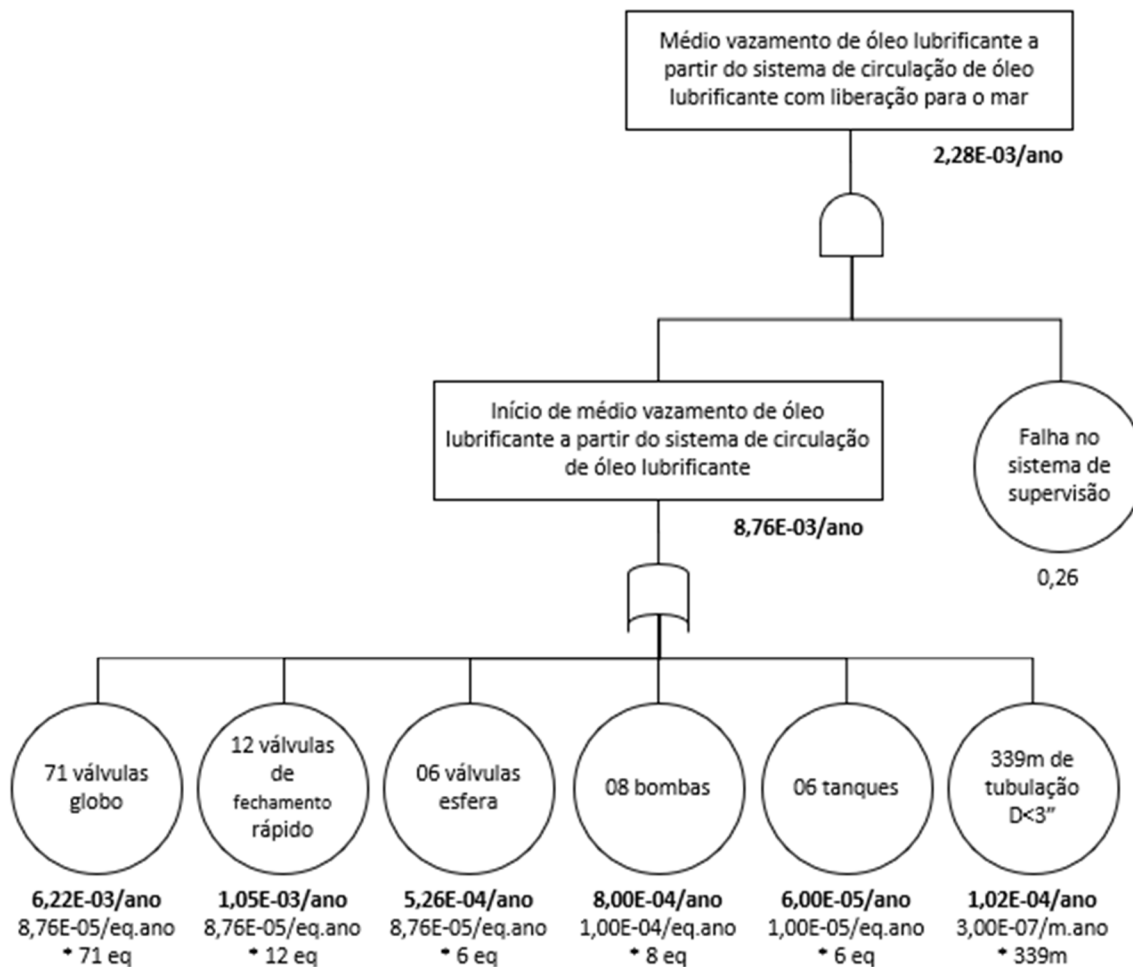 Médio vazamento de óleo lubrificante a
partir do sistema de circulação de óleo
lubrificante com liberação para o mar
2,28E-03/ano
Início de médio vazamento de óleo
lubrificante a partir do sistema de circulação
de óleo lubrificante
8,76E-03/ano
Falha no
sistema de
supervisão
0,26
71 válvulas
globo
6,22E-03/ano
8,76E-05/eq.ano
* 71 eq
12 válvulas
de
fechamento
rápido
1,05E-03/ano
8,76E-05/eq.ano
* 12 eq
06 válvulas
esfera
5,26E-04/ano
8,76E-05/eq.ano
* 6 eq
08 bombas
8,00E-04/ano
1,00E-04/eq.ano
* 8 eq
06 tanques
6,00E-05/ano
1,00E-05/eq.ano
* 6 eq
339m de
tubulação
D<3”
1,02E-04/ano
3,00E-07/m.ano
* 339m